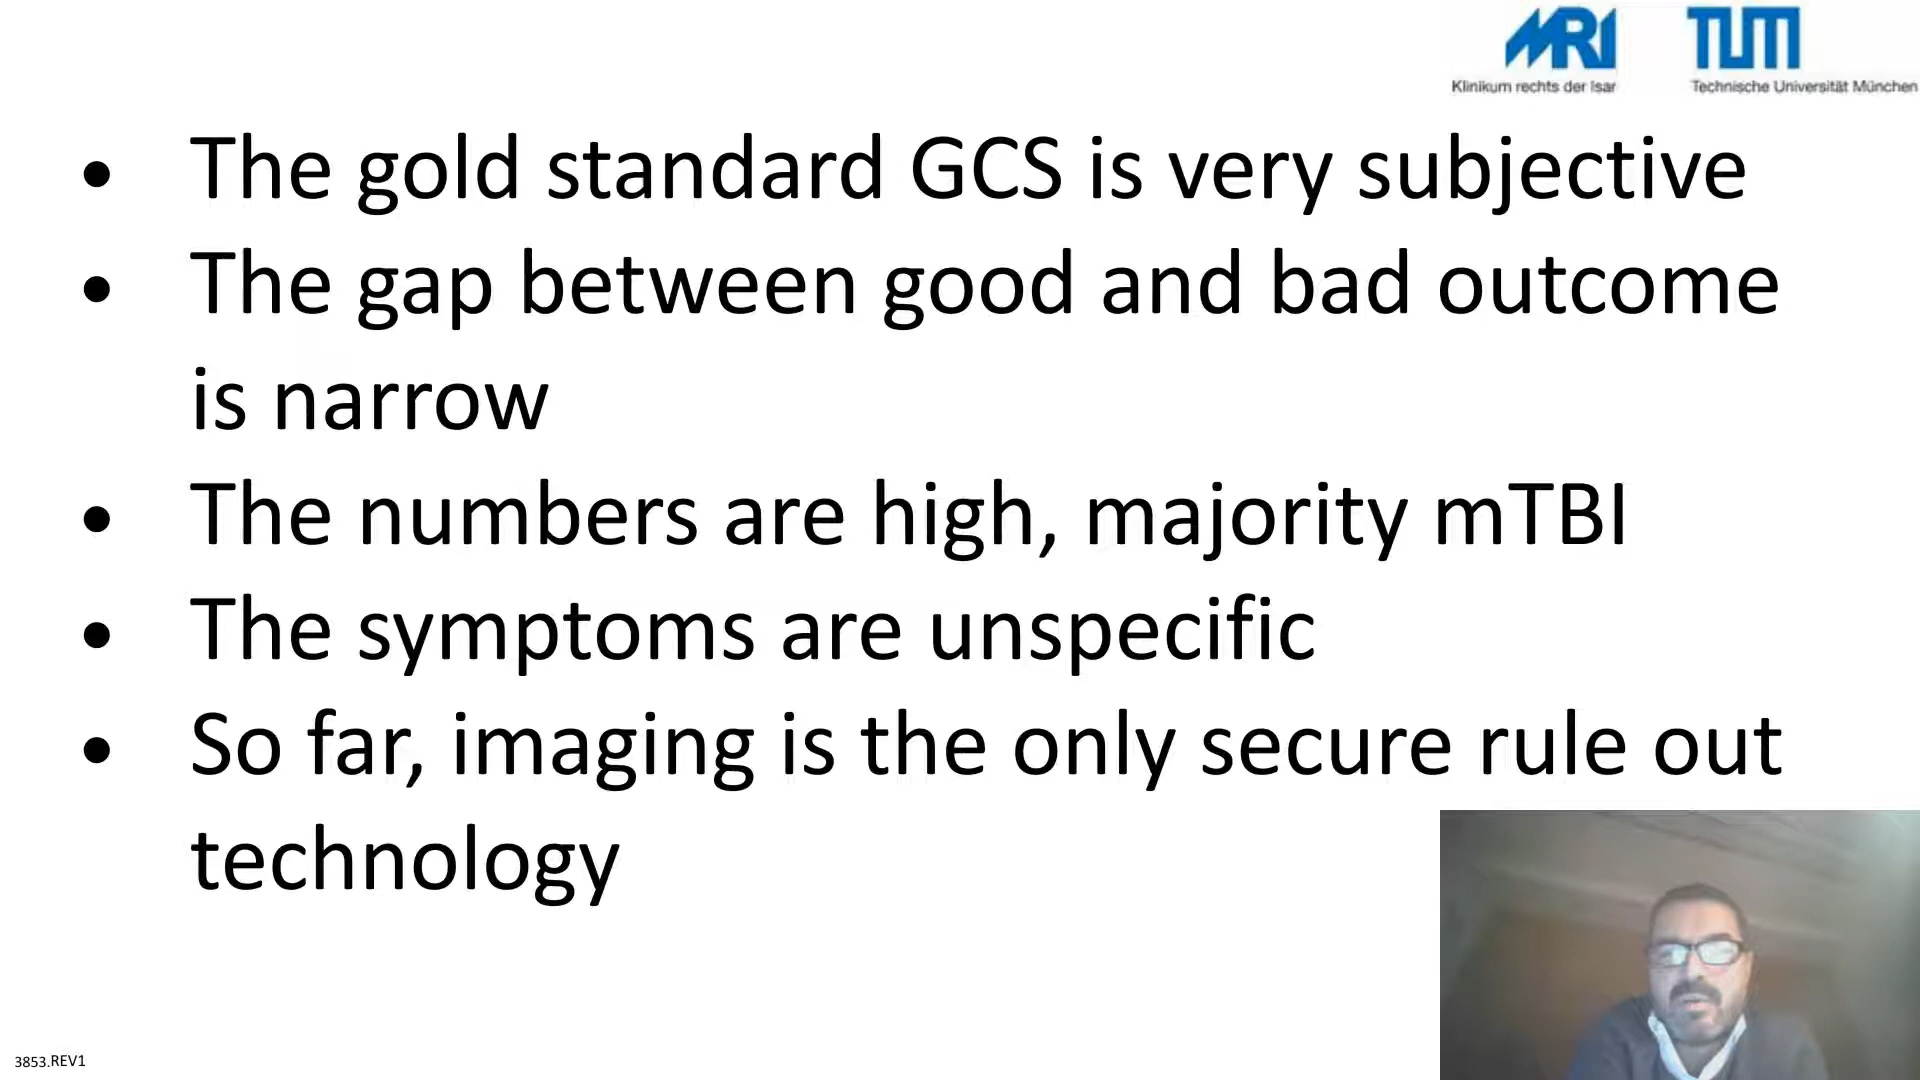 MRI TUM
Klinikum rechts der Isar Technische Universität München
• The gold standard GCS is very subjective
• The gap between good and bad outcome
is narrow
• The numbers are high, majority mTBI
• The symptoms are unspecific
• So far, imaging is the only secure rule out
technology
3853.REV1